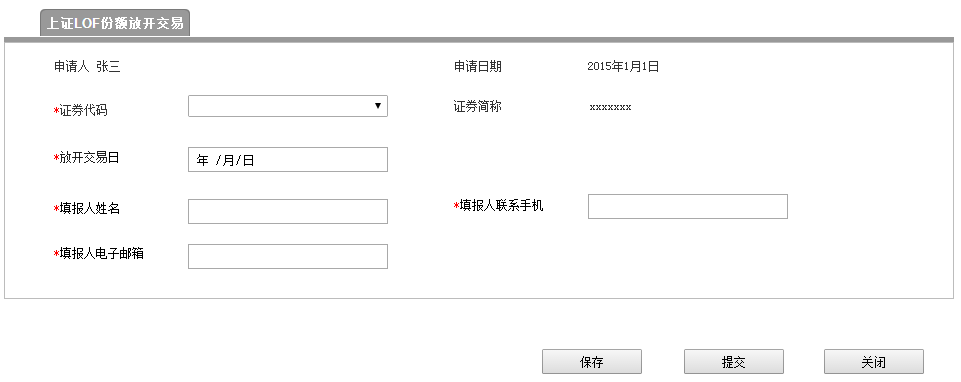 上证LOF份额放开交易
申请人 张三 申请日期 2015年1月1日
*证券代码 证券简称 xxxxxxx
*放开交易日 年 /月/日
*填报人姓名 *填报人联系手机
*填报人电子邮箱
保存 提交 关闭